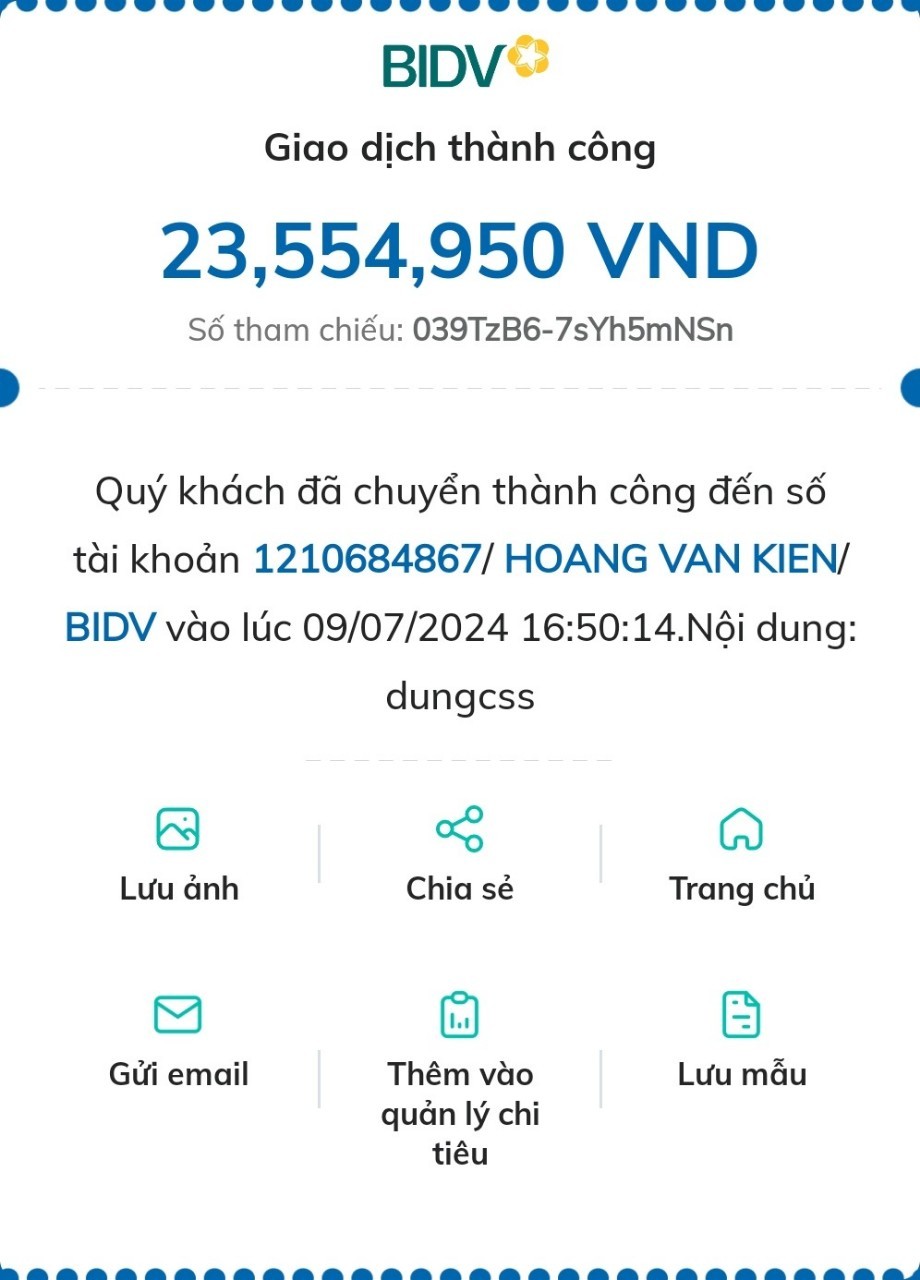 BIDV
Giao dịch thành công
23,554,950 VND
Số tham chiếu: 039TzB6-7sYh5mNSn
Quý khách đã chuyển thành công đến số
tài khoản 1210684867/ HOANG VAN KIEN/
BIDV vào lúc 09/07/2024 16:50:14.Nội dung:
dungcss
Lưu ảnh
Chia sẻ
Trang chủ
Gửi email
Thêm vào
quản lý chi
tiêu
Lưu mẫu